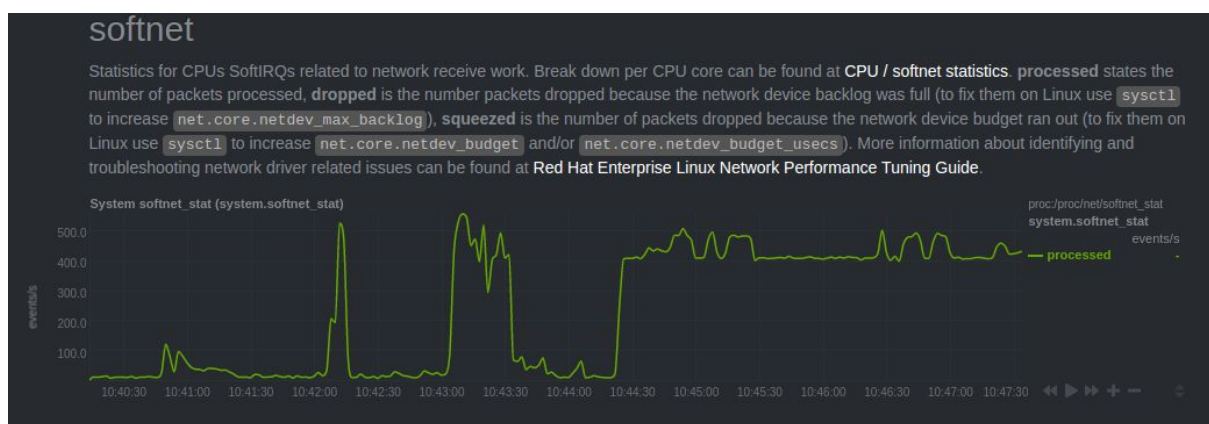 softnet
Statistics for CPUs SoftIRQs related to network receive work. Break down per CPU core can be found at CPU / softnet statistics. processed states the
number of packets processed, dropped is the number packets dropped because the network device backlog was full (to fix them on Linux use sysctl
to increase net.core.netdev_max_backlog), squeezed is the number of packets dropped because the network device budget ran out (to fix them on
Linux use sysctl to increase net.core.netdev_budget and/or net.core.netdev_budget_usecs). More information about identifying and
troubleshooting network driver related issues can be found at Red Hat Enterprise Linux Network Performance Tuning Guide.
System softnet_stat (system.softnet_stat)
proc:/proc/net/softnet_stat
system.softnet_stat
events/s
processed -
500.0
400.0
300.0
200.0
100.0
events/s
10:40:30 10:41:00 10:41:30 10:42:00 10:42:30 10:43:00 10:43:30 10:44:00 10:44:30 10:45:00 10:45:30 10:46:00 10:46:30 10:47:00 10:47:30